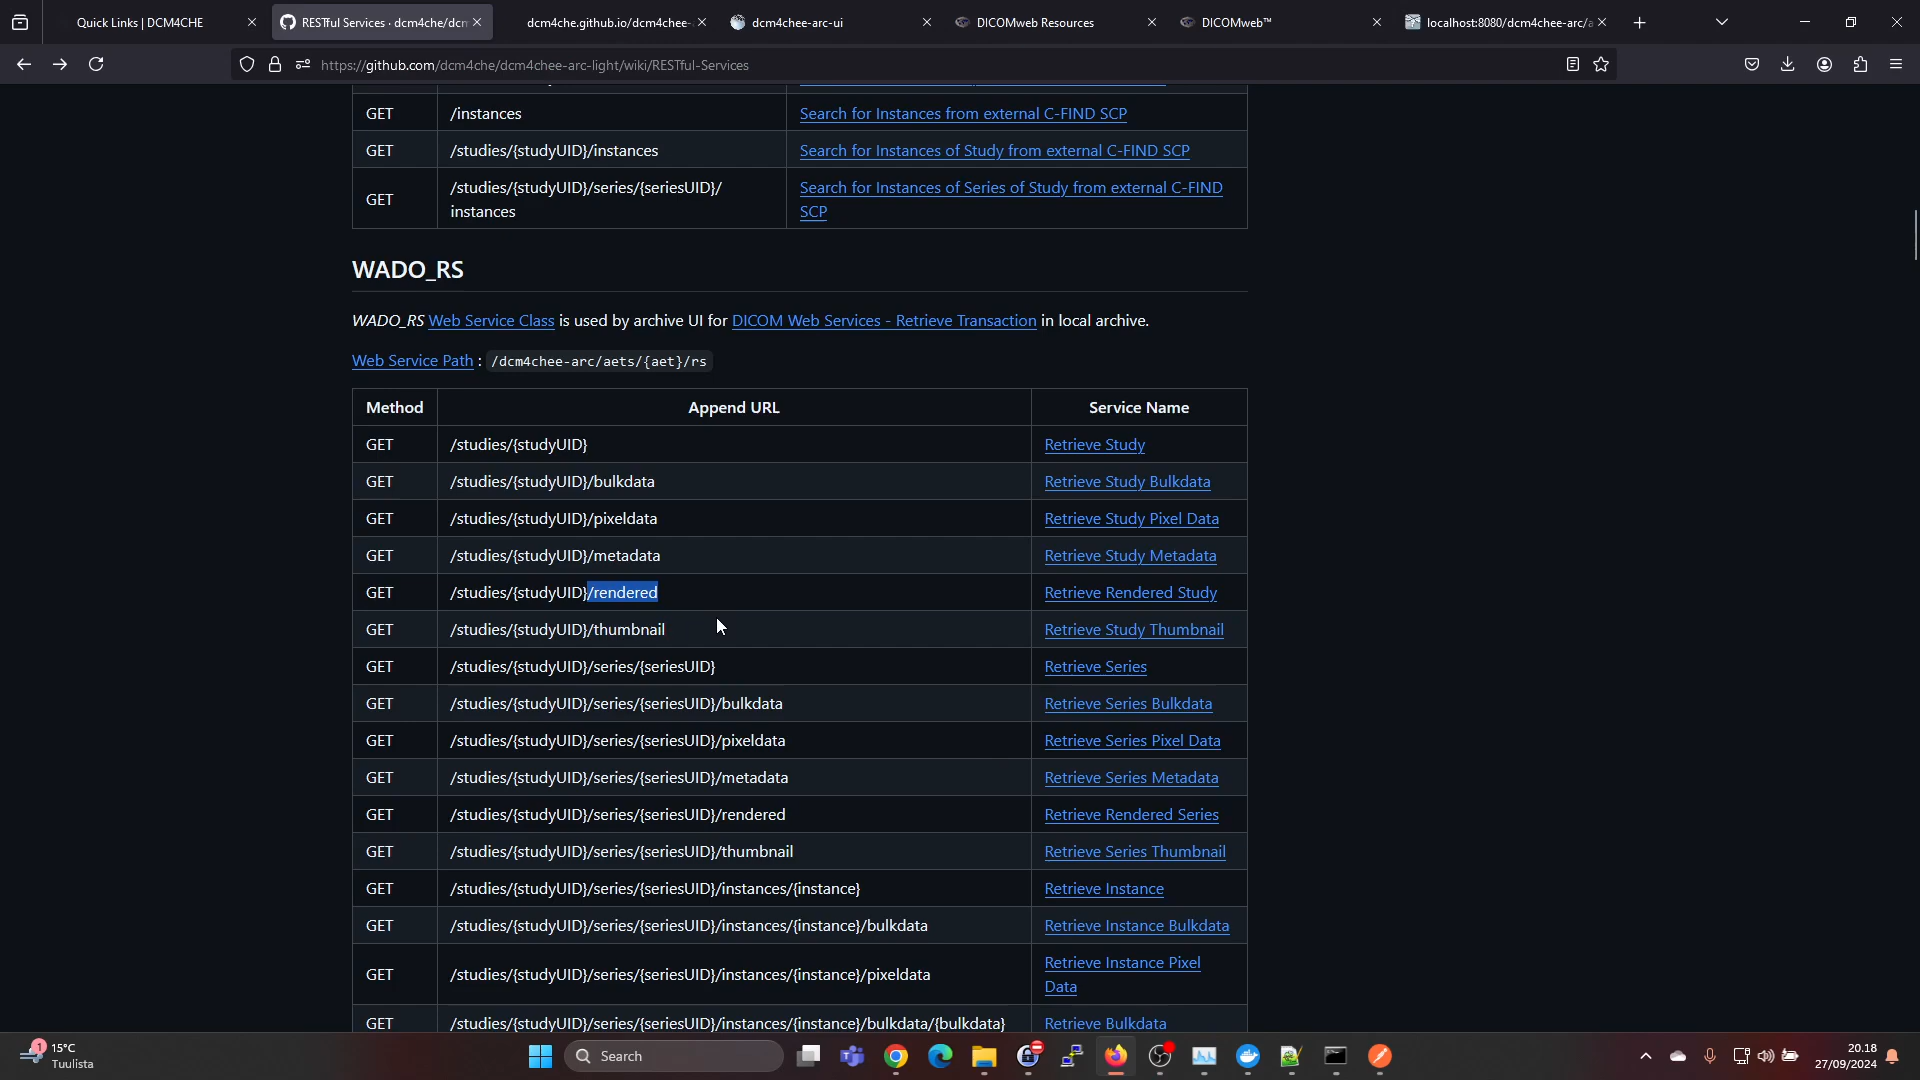 Quick Links | DCM4CHE
RESTful Services · dcm4che/dcm
dcm4che.github.io/dcm4chee-
dcm4chee-arc-ui
DICOMweb Resources
DICOMweb™
localhost:8080/dcm4chee-arc/a
https://github.com/dcm4che/dcm4chee-arc-light/wiki/RESTful-Services
GET /instances Search for Instances from external C-FIND SCP
GET /studies/{studyUID}/instances Search for Instances of Study from external C-FIND SCP
GET /studies/{studyUID}/series/{seriesUID}/
instances Search for Instances of Series of Study from external C-FIND
SCP
WADO_RS
WADO_RS Web Service Class is used by archive UI for DICOM Web Services - Retrieve Transaction in local archive.
Web Service Path : /dcm4chee-arc/aets/{aet}/rs
Method Append URL Service Name
GET /studies/{studyUID} Retrieve Study
GET /studies/{studyUID}/bulkdata Retrieve Study Bulkdata
GET /studies/{studyUID}/pixeldata Retrieve Study Pixel Data
GET /studies/{studyUID}/metadata Retrieve Study Metadata
GET /studies/{studyUID}/rendered Retrieve Rendered Study
GET /studies/{studyUID}/thumbnail Retrieve Study Thumbnail
GET /studies/{studyUID}/series/{seriesUID} Retrieve Series
GET /studies/{studyUID}/series/{seriesUID}/bulkdata Retrieve Series Bulkdata
GET /studies/{studyUID}/series/{seriesUID}/pixeldata Retrieve Series Pixel Data
GET /studies/{studyUID}/series/{seriesUID}/metadata Retrieve Series Metadata
GET /studies/{studyUID}/series/{seriesUID}/rendered Retrieve Rendered Series
GET /studies/{studyUID}/series/{seriesUID}/thumbnail Retrieve Series Thumbnail
GET /studies/{studyUID}/series/{seriesUID}/instances/{instance} Retrieve Instance
GET /studies/{studyUID}/series/{seriesUID}/instances/{instance}/bulkdata Retrieve Instance Bulkdata
GET /studies/{studyUID}/series/{seriesUID}/instances/{instance}/pixeldata Retrieve Instance Pixel
Data
GET /studies/{studyUID}/series/{seriesUID}/instances/{instance}/bulkdata/{bulkdata} Retrieve Bulkdata
1
15°C
Tuulista
Search
20.18
27/09/2024